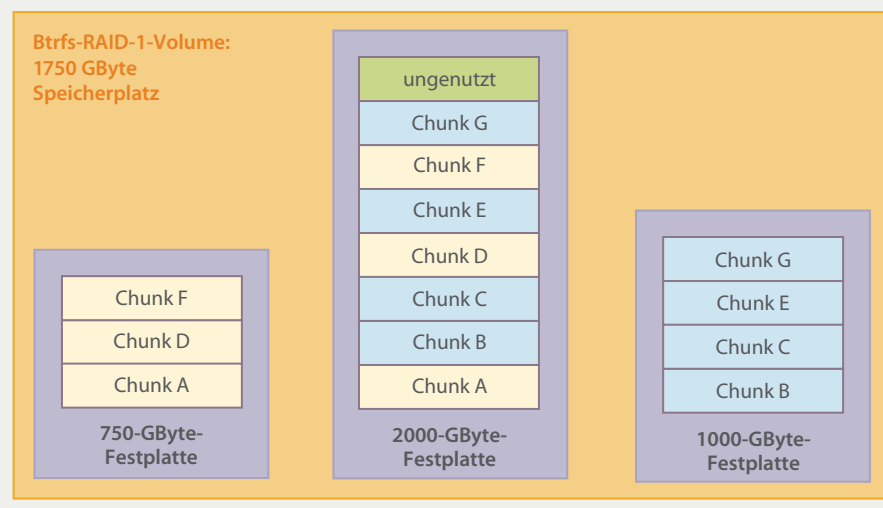 Btrfs-RAID-1-Volume:
1750 GByte
Speicherplatz
Chunk F
Chunk D
Chunk A
750-GByte-
Festplatte
ungenutzt
Chunk G
Chunk F
Chunk E
Chunk D
Chunk C
Chunk B
Chunk A
2000-GByte-
Festplatte
Chunk G
Chunk E
Chunk C
Chunk B
1000-GByte-
Festplatte